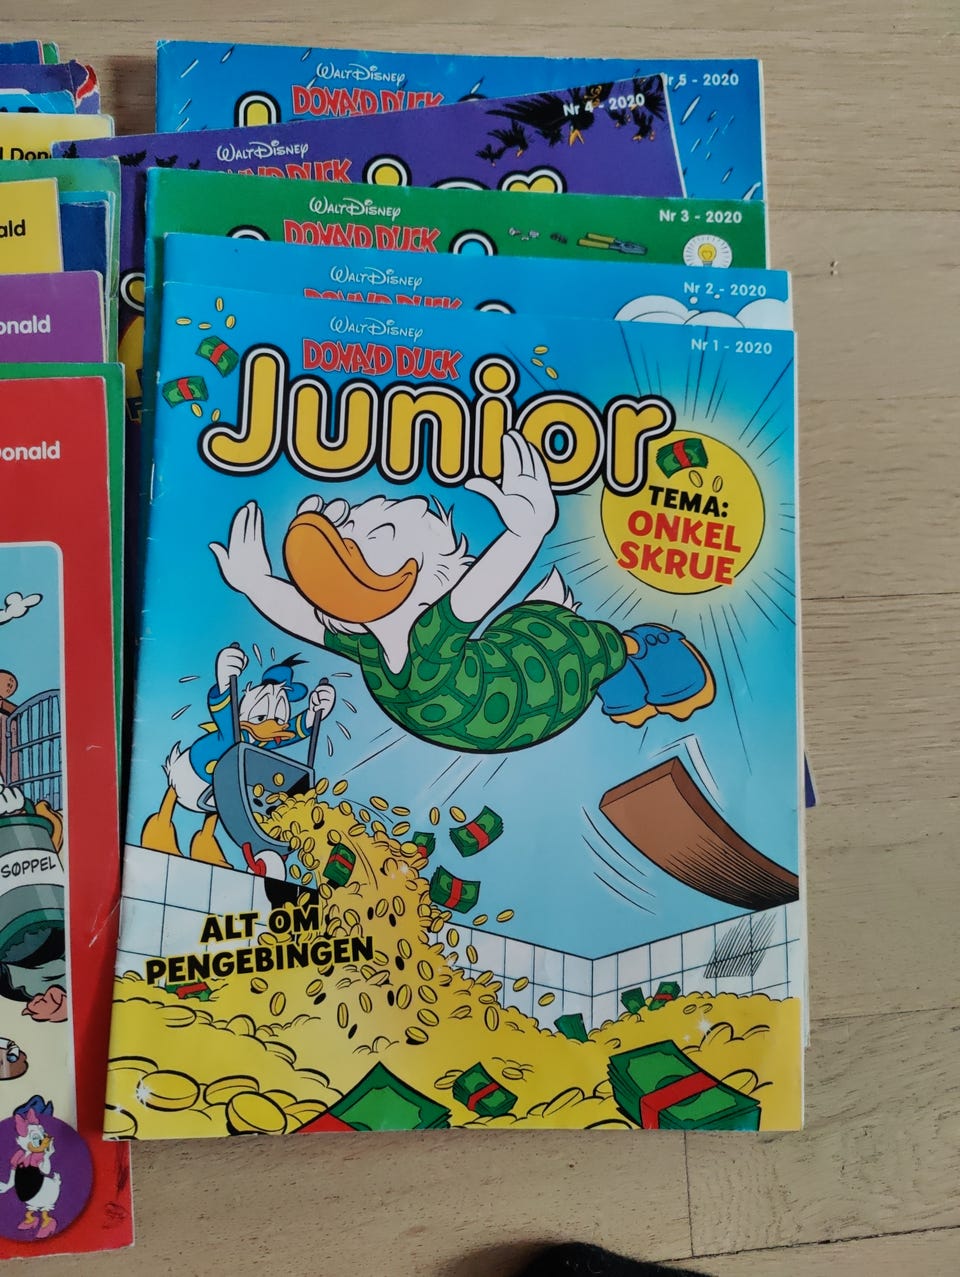 WALT DISNEY
DONALD DUCK
Nr 5 - 2020
WALT DISNEY
DUCK
Nr 4 - 2020
WALT DISNEY
DONALD DUCK
Nr 3 - 2020
WALT DISNEY
DONALD DUCK
Nr 2 - 2020
WALT DISNEY
DONALD DUCK
Junior
Nr 1 - 2020
TEMA:
ONKEL
SKRUE
ALT OM
PENGEBINGEN
SØPPEL